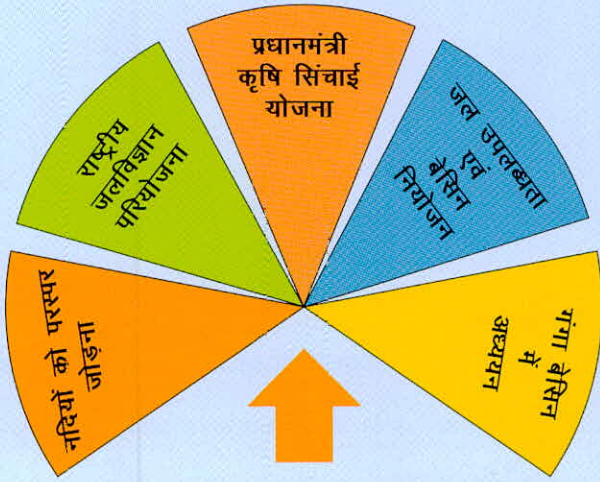 नदियों को परस्पर
जोड़ना
राष्ट्रीय
जलविज्ञान
परियोजना
प्रधानमंत्री
कृषि सिंचाई
योजना
जल उपलब्धता
एवं
बेसिन
नियोजन
गंगा बेसिन
में
अध्ययन